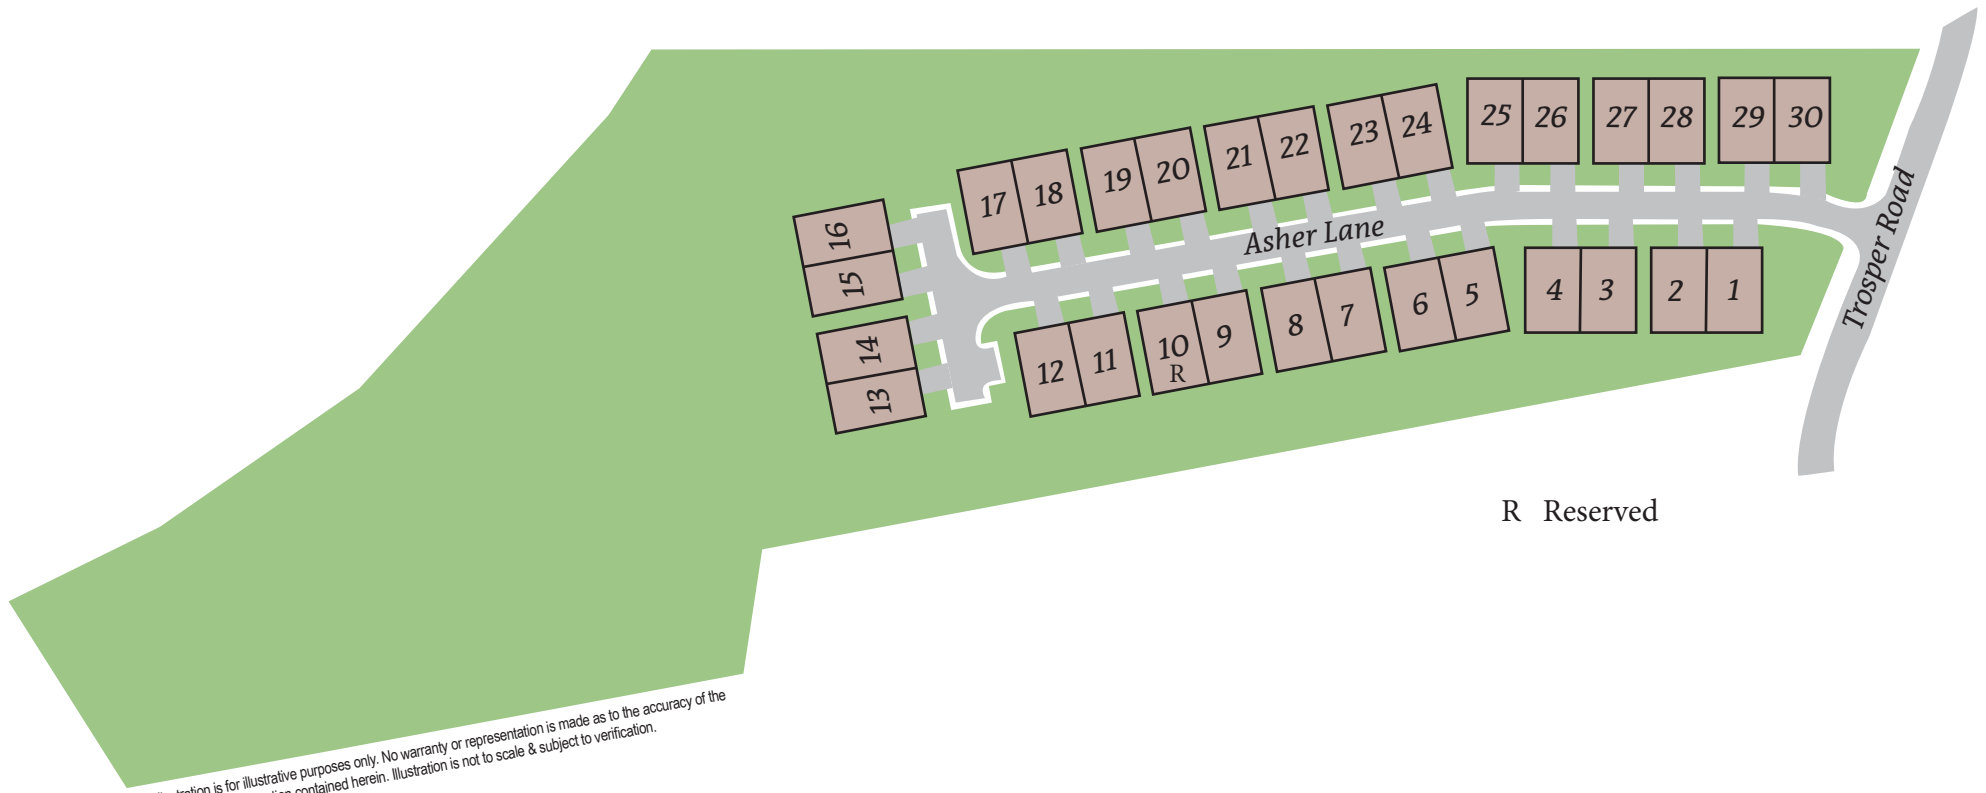 25 26 27 28 29 30
23 24
21 22
19 20
17 18
16
15
14
13
Asher Lane
Trosper Road
12 11
10 9
R
8 7
6 5
4 3
2 1
R Reserved
is for illustrative purposes only. No warranty or representation is made as to the accuracy of the
contained herein. Illustration is not to scale & subject to verification.